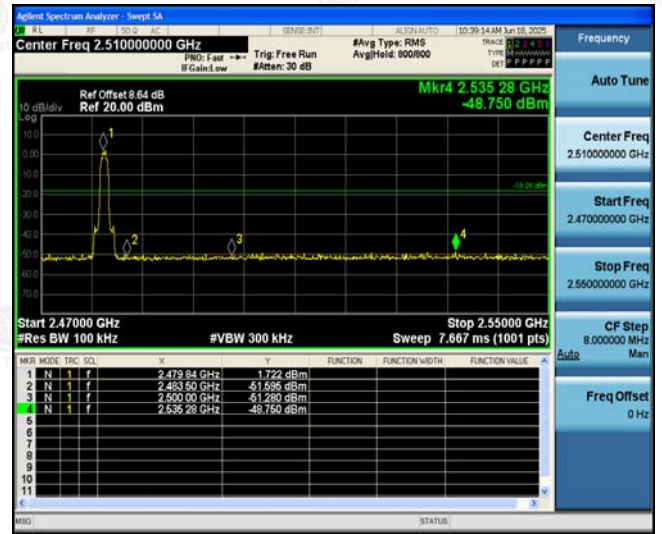 Agilent Spectrum Analyzer - Swept SA
RL RF 50 Ω AC SENSE:INT ALIGN AUTO 10:39:14 AM Jun 18, 2025
Center Freq 2.510000000 GHz
PNO: Fast
IFGain:Low
Trig: Free Run
#Atten: 30 dB
#Avg Type: RMS
Avg|Hold: 800/800
TRACE 1 2 3 4 5 6
TYPE
DET P P P P P P
Ref Offset 8.64 dB
10 dB/div Ref 20.00 dBm
Log
Mkr4 2.535 28 GHz
-48.750 dBm
10.0
0.00
-10.0
-20.0
-30.0
-40.0
-50.0
-60.0
-70.0
1
2
3
4
Start 2.47000 GHz Stop 2.55000 GHz
#Res BW 100 kHz #VBW 300 kHz Sweep 7.667 ms (1001 pts)
MKR MODE TRC SCL X Y FUNCTION FUNCTION WIDTH FUNCTION VALUE
1 N 1 f 2.479 84 GHz 1.722 dBm
2 N 1 f 2.483 50 GHz -51.595 dBm
3 N 1 f 2.500 00 GHz -51.280 dBm
4 N 1 f 2.535 28 GHz -48.750 dBm
5
6
7
8
9
10
11
MSG STATUS
Frequency
Auto Tune
Center Freq
2.510000000 GHz
Start Freq
2.470000000 GHz
Stop Freq
2.550000000 GHz
CF Step
8.000000 MHz
Auto Man
Freq Offset
0 Hz